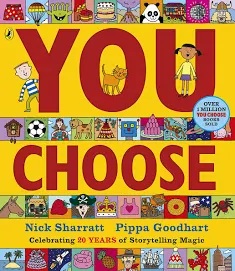 YOU
CHOOSE
OVER
1 MILLION
YOU CHOOSE
BOOKS
SOLD
Nick Sharratt Pippa Goodhart
Celebrating 20 YEARS of Storytelling Magic